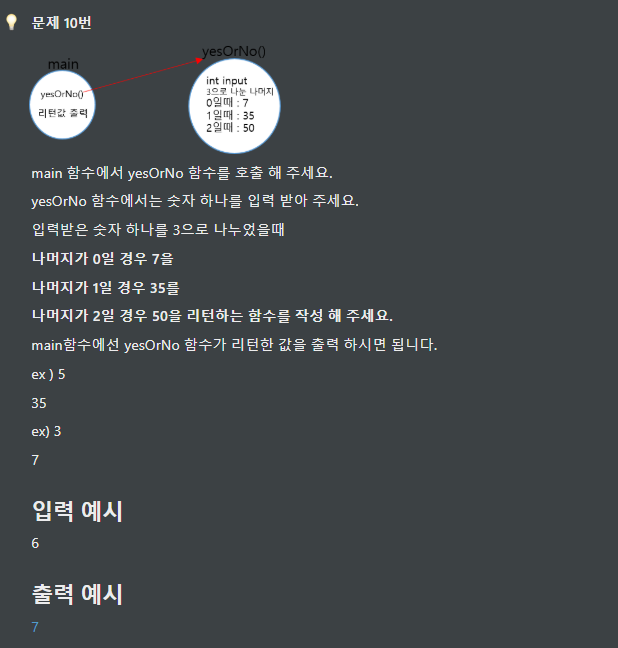 문제 10번
main
yesOrNo()
yesOrNo()
리턴값 출력
int input
3으로 나눈 나머지
0일때 : 7
1일때 : 35
2일때 : 50
main 함수에서 yesOrNo 함수를 호출 해 주세요.
yesOrNo 함수에서는 숫자 하나를 입력 받아 주세요.
입력받은 숫자 하나를 3으로 나누었을때
나머지가 0일 경우 7을
나머지가 1일 경우 35를
나머지가 2일 경우 50을 리턴하는 함수를 작성 해 주세요.
main함수에선 yesOrNo 함수가 리턴한 값을 출력 하시면 됩니다.
ex ) 5
35
ex) 3
7
입력 예시
6
출력 예시
7